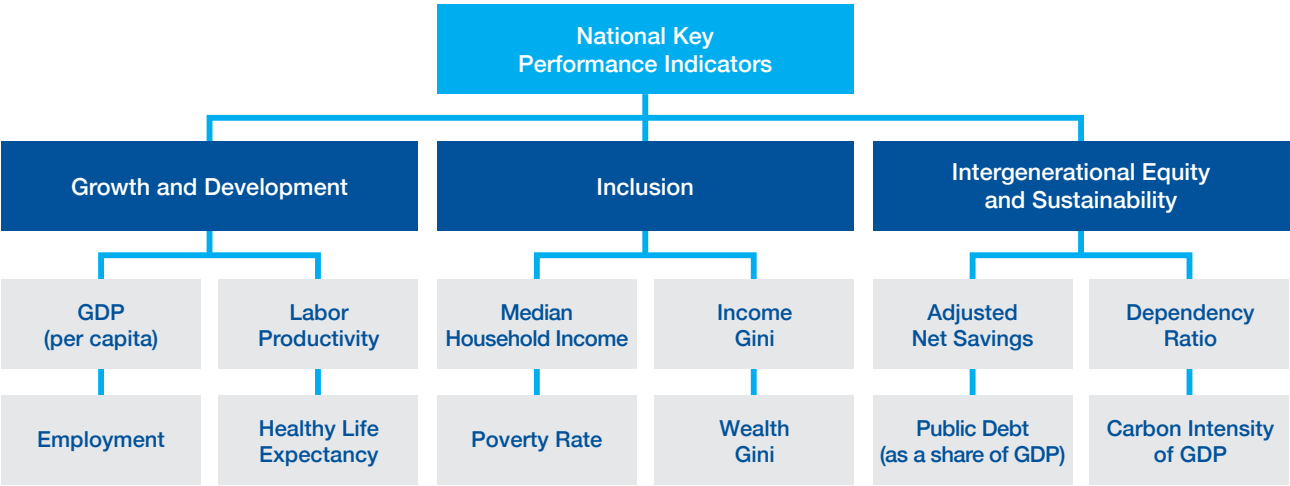 National Key
Performance Indicators
Growth and Development
Inclusion
Intergenerational Equity
and Sustainability
GDP
(per capita)
Labor
Productivity
Median
Household Income
Income
Gini
Adjusted
Net Savings
Dependency
Ratio
Employment
Healthy Life
Expectancy
Poverty Rate
Wealth
Gini
Public Debt
(as a share of GDP)
Carbon Intensity
of GDP